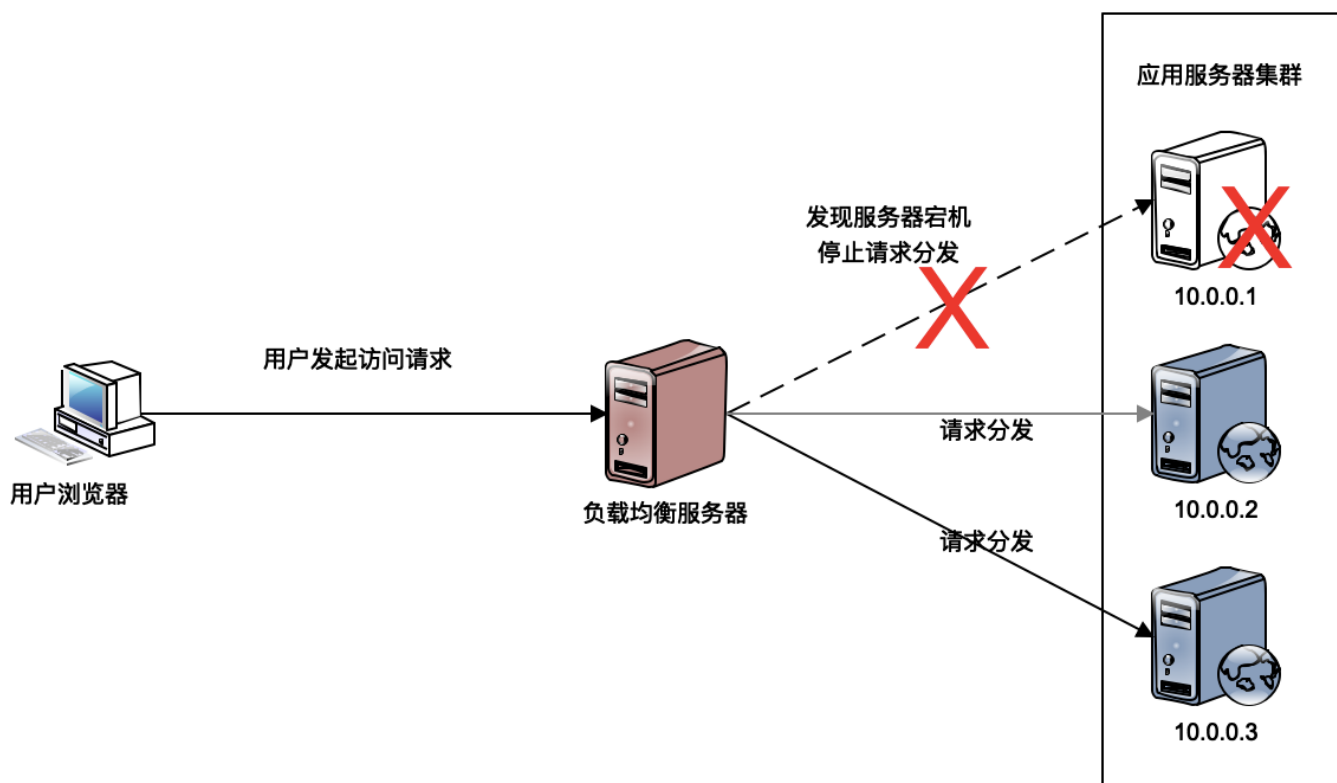 应用服务器集群
发现服务器宕机
停止请求分发
10.0.0.1
用户发起访问请求
请求分发
用户浏览器
负载均衡服务器
10.0.0.2
请求分发
10.0.0.3